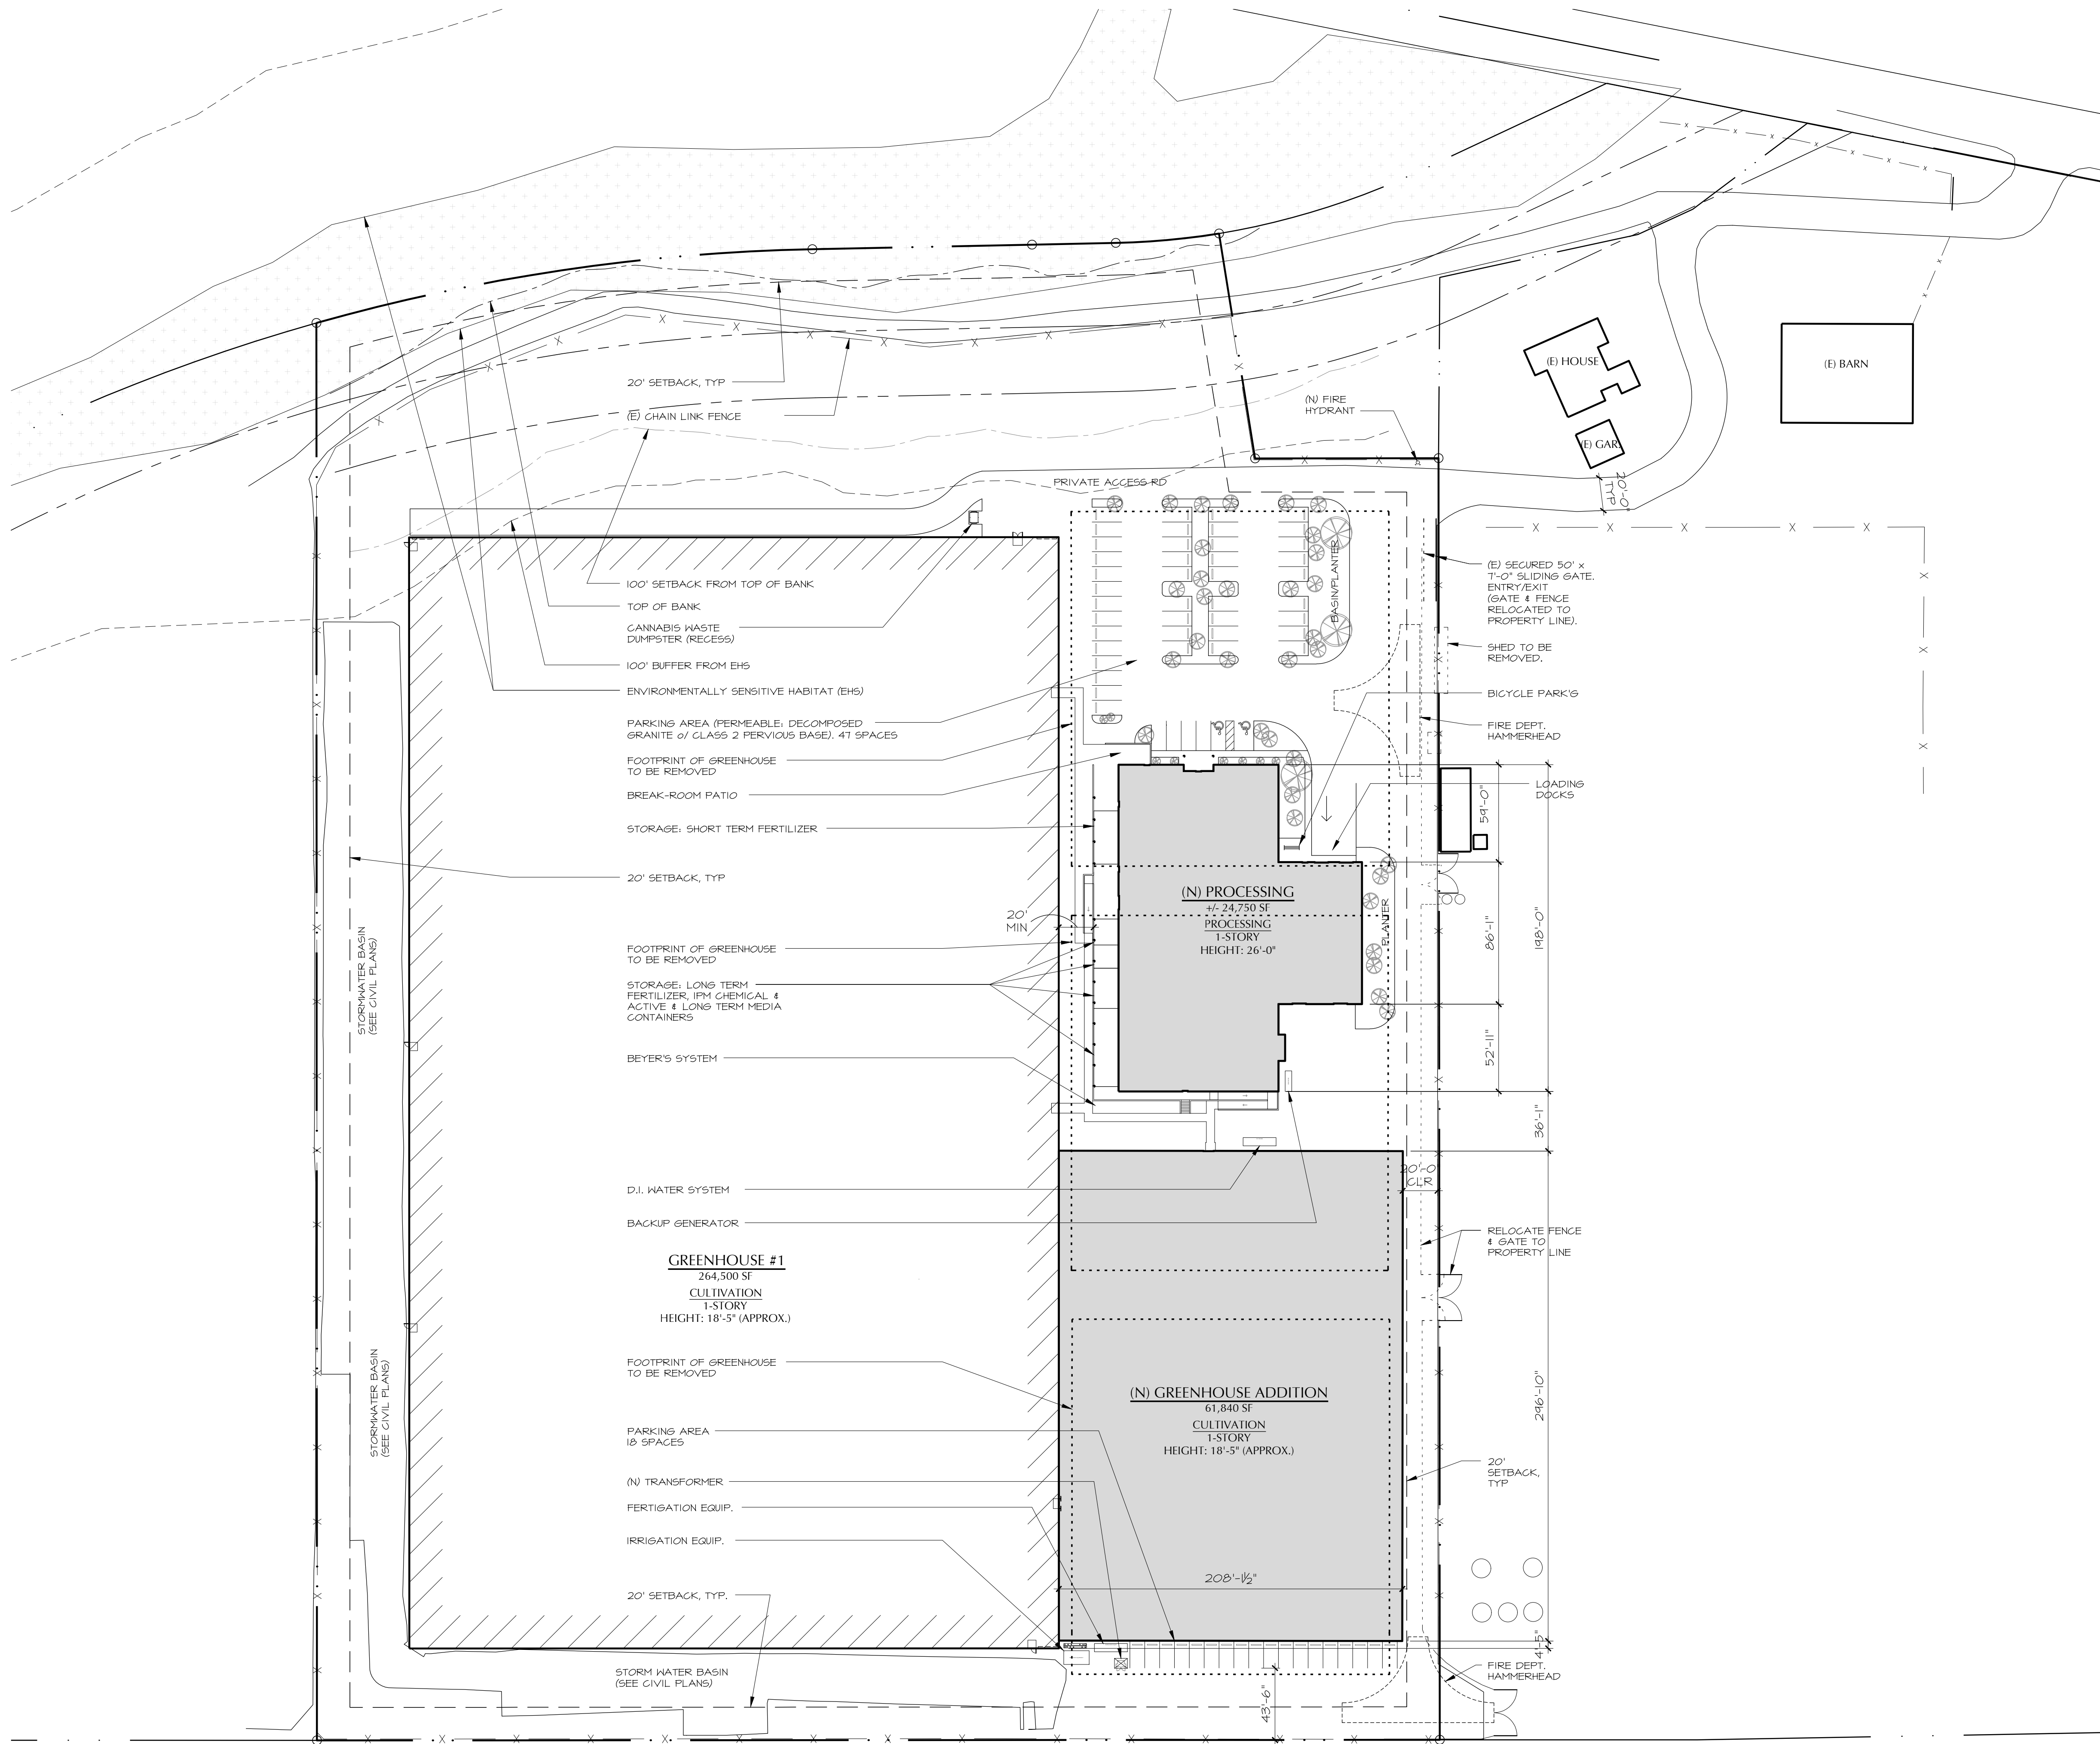 20' SETBACK, TYP
(E) CHAIN LINK FENCE
(N) FIRE
HYDRANT
(E) HOUSE
(E) BARN
(E) GAR.
20'-0"
TYP
PRIVATE ACCESS RD
BASIN/PLANTER
100' SETBACK FROM TOP OF BANK
TOP OF BANK
CANNABIS WASTE
DUMPSTER (RECESS)
100' BUFFER FROM EHS
ENVIRONMENTALLY SENSITIVE HABITAT (EHS)
PARKING AREA (PERMEABLE: DECOMPOSED
GRANITE o/ CLASS 2 PERVIOUS BASE). 47 SPACES
FOOTPRINT OF GREENHOUSE
TO BE REMOVED
BREAK-ROOM PATIO
STORAGE: SHORT TERM FERTILIZER
20' SETBACK, TYP
FOOTPRINT OF GREENHOUSE
TO BE REMOVED
STORAGE: LONG TERM
FERTILIZER, IPM CHEMICAL &
ACTIVE & LONG TERM MEDIA
CONTAINERS
BEYER'S SYSTEM
D.I. WATER SYSTEM
BACKUP GENERATOR
GREENHOUSE #1
264,500 SF
CULTIVATION
1-STORY
HEIGHT: 18'-5" (APPROX.)
FOOTPRINT OF GREENHOUSE
TO BE REMOVED
PARKING AREA
18 SPACES
(N) TRANSFORMER
FERTIGATION EQUIP.
IRRIGATION EQUIP.
20' SETBACK, TYP.
STORM WATER BASIN
(SEE CIVIL PLANS)
STORMWATER BASIN
(SEE CIVIL PLANS)
STORMWATER BASIN
(SEE CIVIL PLANS)
20'
MIN
(N) PROCESSING
+/- 24,750 SF
PROCESSING
1-STORY
HEIGHT: 26'-0"
PLANTER
(N) GREENHOUSE ADDITION
61,840 SF
CULTIVATION
1-STORY
HEIGHT: 18'-5" (APPROX.)
208'-1½"
43'-6"
(E) SECURED 50' x
7'-0" SLIDING GATE.
ENTRY/EXIT
(GATE & FENCE
RELOCATED TO
PROPERTY LINE).
SHED TO BE
REMOVED.
BICYCLE PARK'G
FIRE DEPT.
HAMMERHEAD
LOADING
DOCKS
59'-0"
86'-1"
198'-0"
52'-11"
36'-1"
20'-0
CLR
RELOCATE FENCE
& GATE TO
PROPERTY LINE
296'-10"
20'
SETBACK,
TYP
4'-5"
FIRE DEPT.
HAMMERHEAD